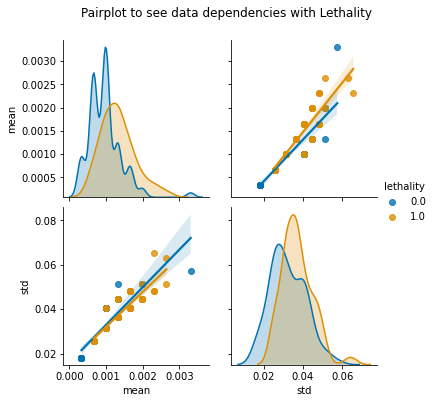 Pairplot to see data dependencies with Lethality
0.0030
0.0025
0.0020
0.0015
0.0010
0.0005
mean
lethality
0.0
1.0
0.08
0.06
0.04
0.02
std
0.000 0.001 0.002 0.003
mean
0.02 0.04 0.06
std